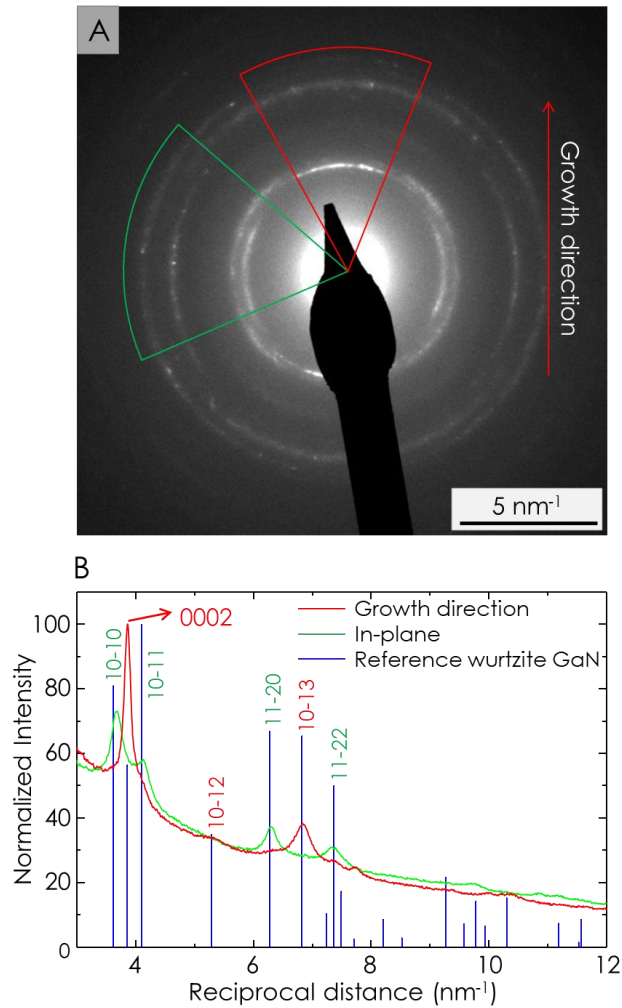 A
Growth direction
5 nm-1
B
0002
Growth direction
In-plane
Reference wurtzite GaN
10-10
10-11
10-12
11-20
10-13
11-22
Normalized Intensity
100
80
60
40
20
0
4
6
8
10
12
Reciprocal distance (nm-1)